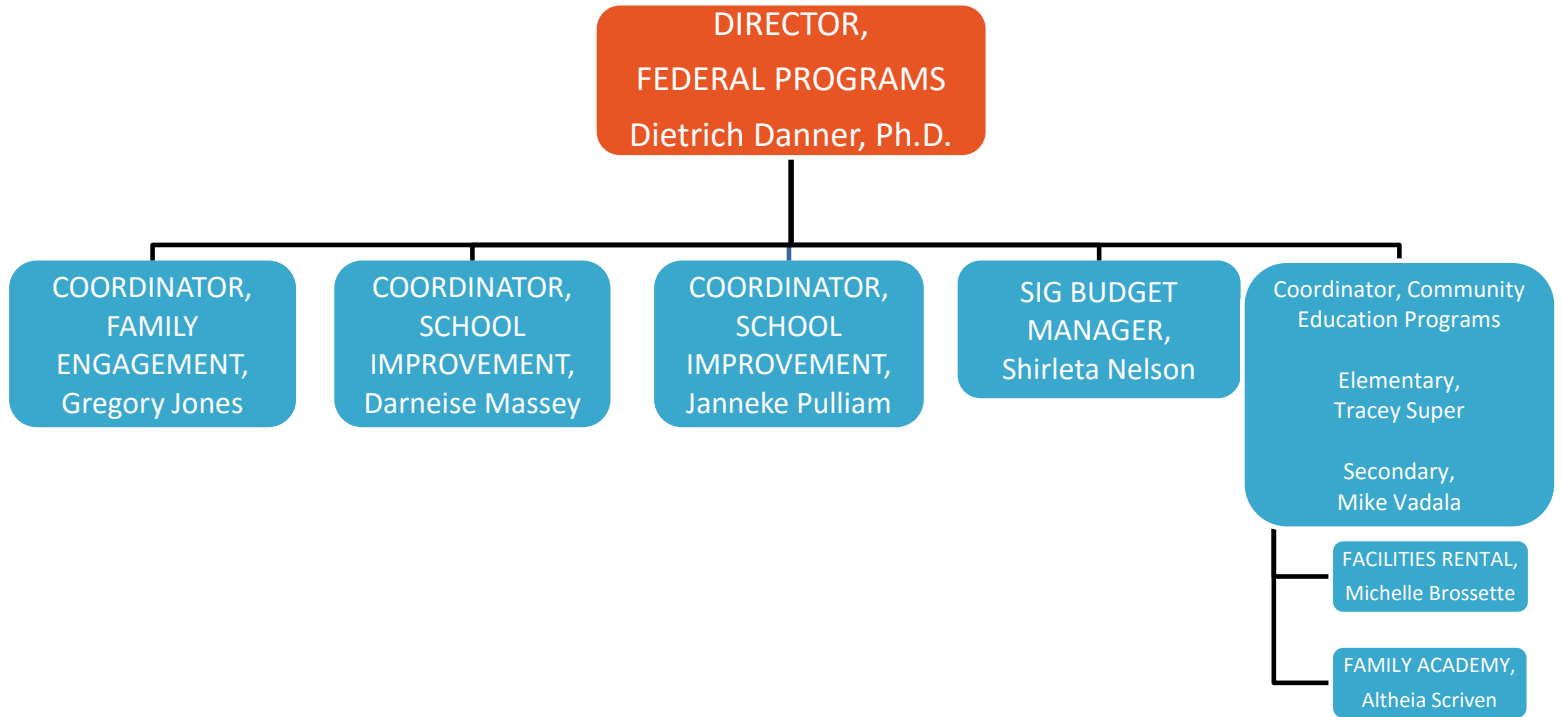 DIRECTOR,
FEDERAL PROGRAMS
Dietrich Danner, Ph.D.
COORDINATOR,
FAMILY
ENGAGEMENT,
Gregory Jones
COORDINATOR,
SCHOOL
IMPROVEMENT,
Darneise Massey
COORDINATOR,
SCHOOL
IMPROVEMENT,
Janneke Pulliam
SIG BUDGET
MANAGER,
Shirleta Nelson
Coordinator, Community
Education Programs
Elementary,
Tracey Super
Secondary,
Mike Vadala
FACILITIES RENTAL,
Michelle Brossette
FAMILY ACADEMY,
Altheia Scriven